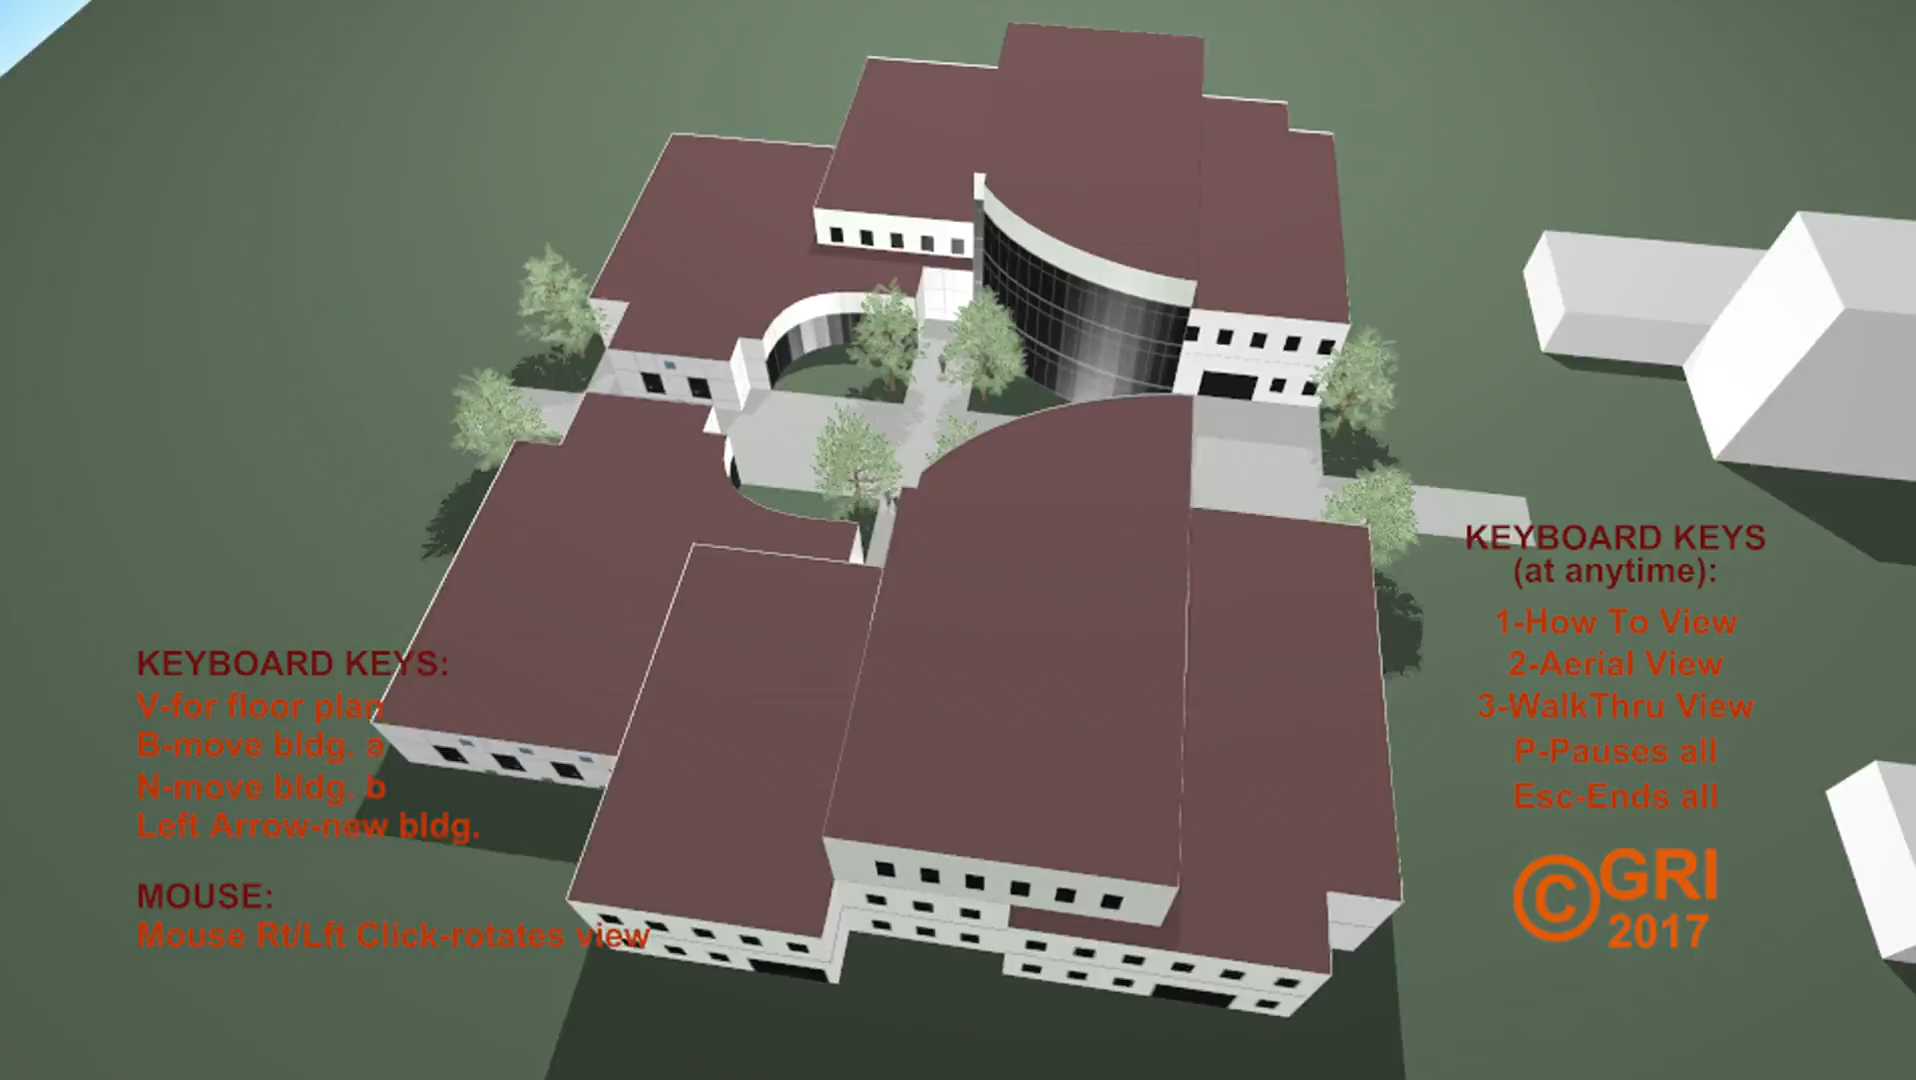 KEYBOARD KEYS:
V-for floor plan
B-move bldg. a
N-move bldg. b
Left Arrow-new bldg.
MOUSE:
Mouse Rt/Lft Click-rotates view
KEYBOARD KEYS
(at anytime):
1-How To View
2-Aerial View
3-WalkThru View
P-Pauses all
Esc-Ends all
©GRI
2017